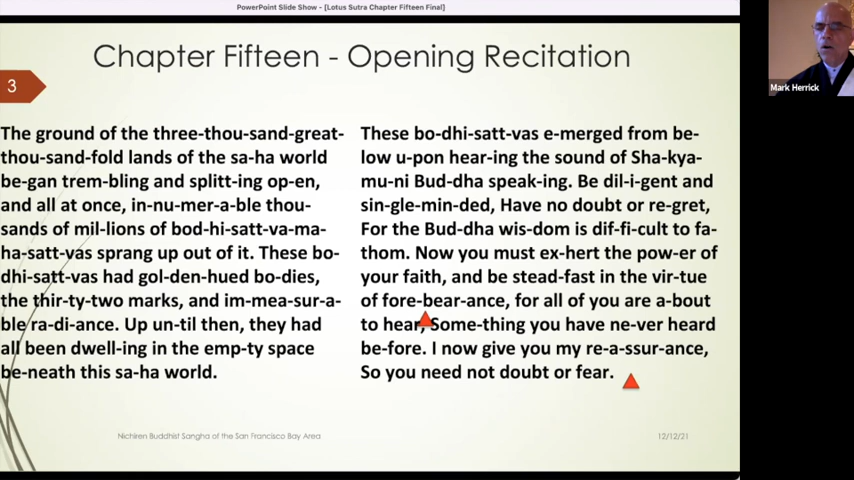 PowerPoint Slide Show - [Lotus Sutra Chapter Fifteen Final]
Chapter Fifteen - Opening Recitation
3
The ground of the three-thou-sand-great-
thou-sand-fold lands of the sa-ha world
be-gan trem-bling and splitt-ing op-en,
and all at once, in-nu-mer-a-ble thou-
sands of mil-lions of bod-hi-satt-va-ma-
ha-satt-vas sprang up out of it. These bo-
dhi-satt-vas had gol-den-hued bo-dies,
the thir-ty-two marks, and im-mea-sur-a-
ble ra-di-ance. Up un-til then, they had
all been dwell-ing in the emp-ty space
be-neath this sa-ha world.
These bo-dhi-satt-vas e-merged from be-
low u-pon hear-ing the sound of Sha-kya-
mu-ni Bud-dha speak-ing. Be dil-i-gent and
sin-gle-min-ded, Have no doubt or re-gret,
For the Bud-dha wis-dom is dif-fi-cult to fa-
thom. Now you must ex-hert the pow-er of
your faith, and be stead-fast in the vir-tue
of fore-bear-ance, for all of you are a-bout
to hear, Some-thing you have ne-ver heard
be-fore. I now give you my re-a-ssur-ance,
So you need not doubt or fear.
Nichiren Buddhist Sangha of the San Francisco Bay Area
12/12/21
Mark Herrick